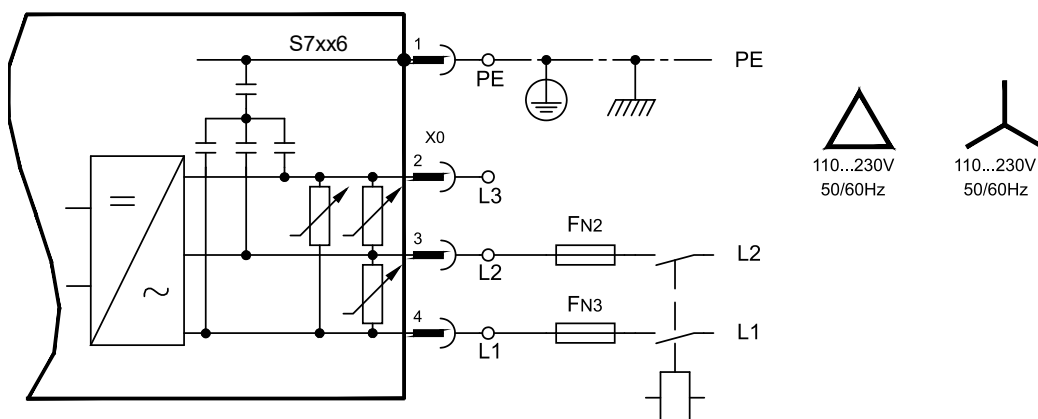 S7xx6
1
PE
PE
X0
2
L3
3
L2
FN2
L2
4
L1
FN3
L1
110...230V
50/60Hz
110...230V
50/60Hz